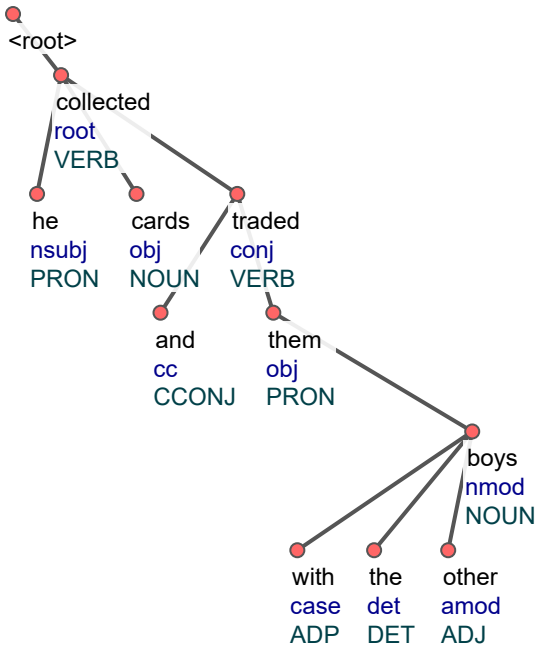 <root>
collected
root
VERB
he cards traded
nsubj obj conj
PRON NOUN VERB
and them
cc obj
CCONJ PRON
boys
nmod
NOUN
with the other
case det amod
ADP DET ADJ